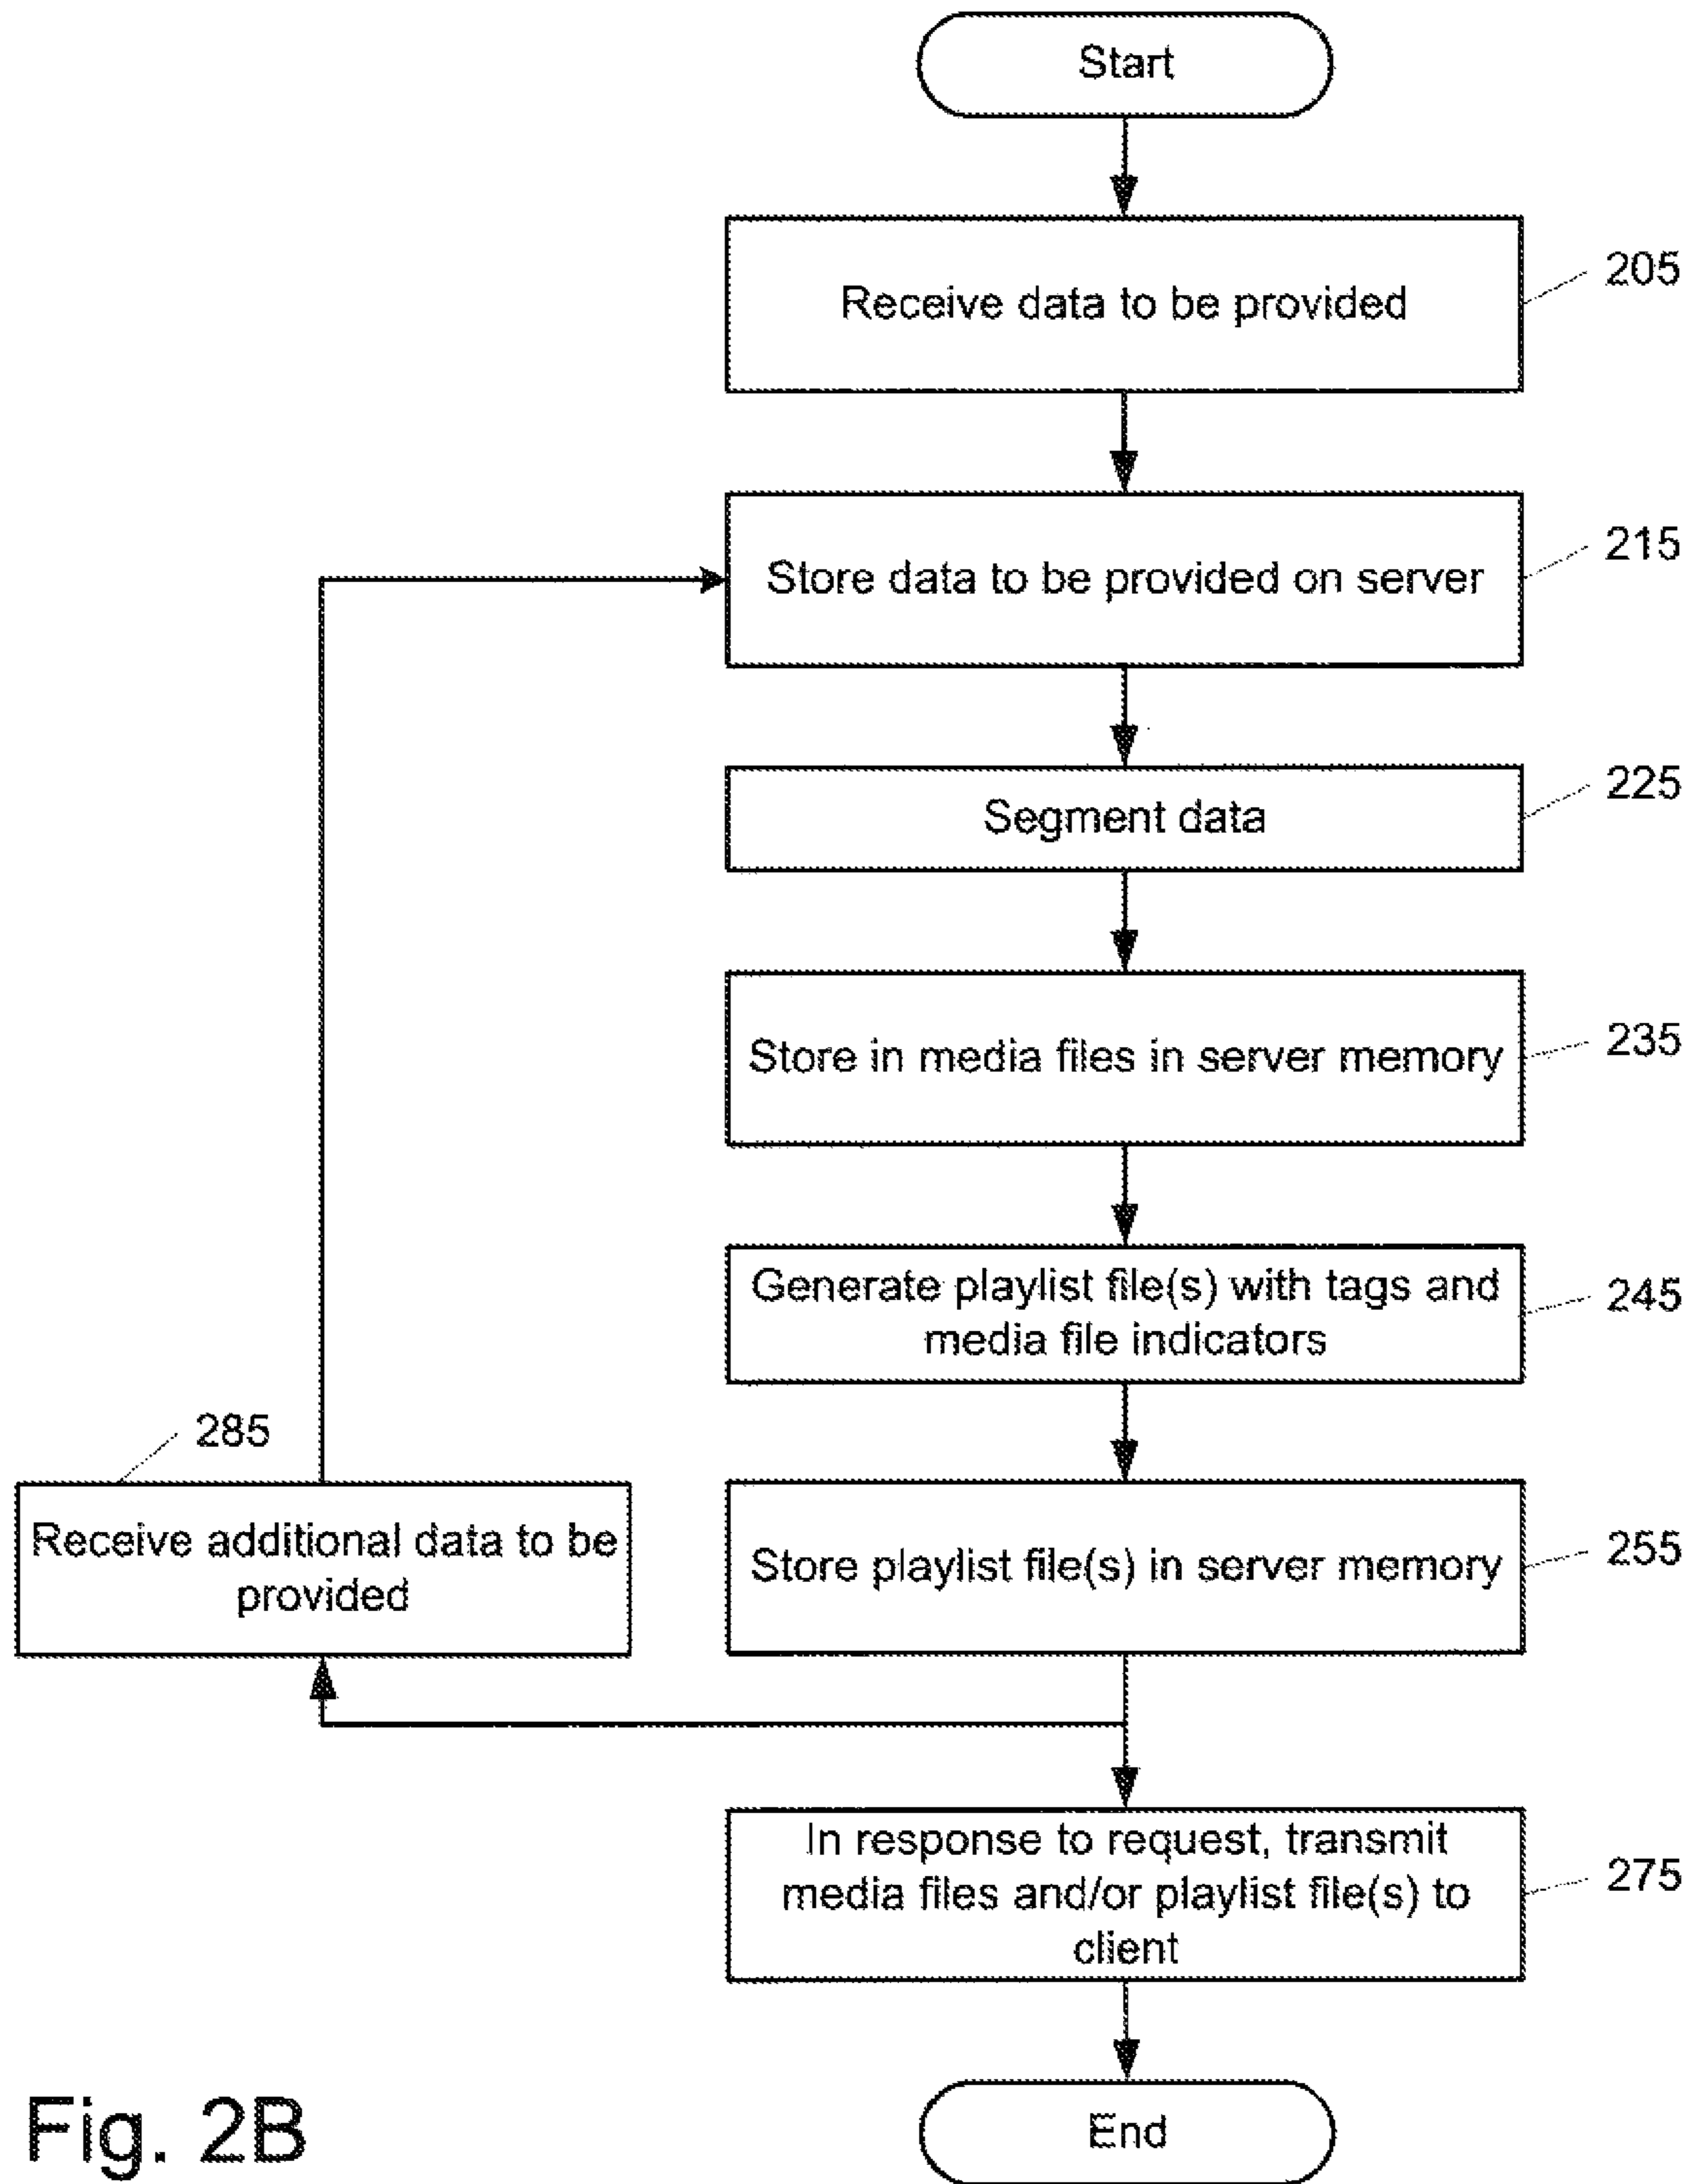 Start
Receive data to be provided
205
Store data to be provided on server
215
Segment data
225
Store in media files in server memory
235
Generate playlist file(s) with tags and
media file indicators
245
285
Receive additional data to be
provided
Store playlist file(s) in server memory
255
In response to request, transmit
media files and/or playlist file(s) to
client
275
End
Fig. 2B